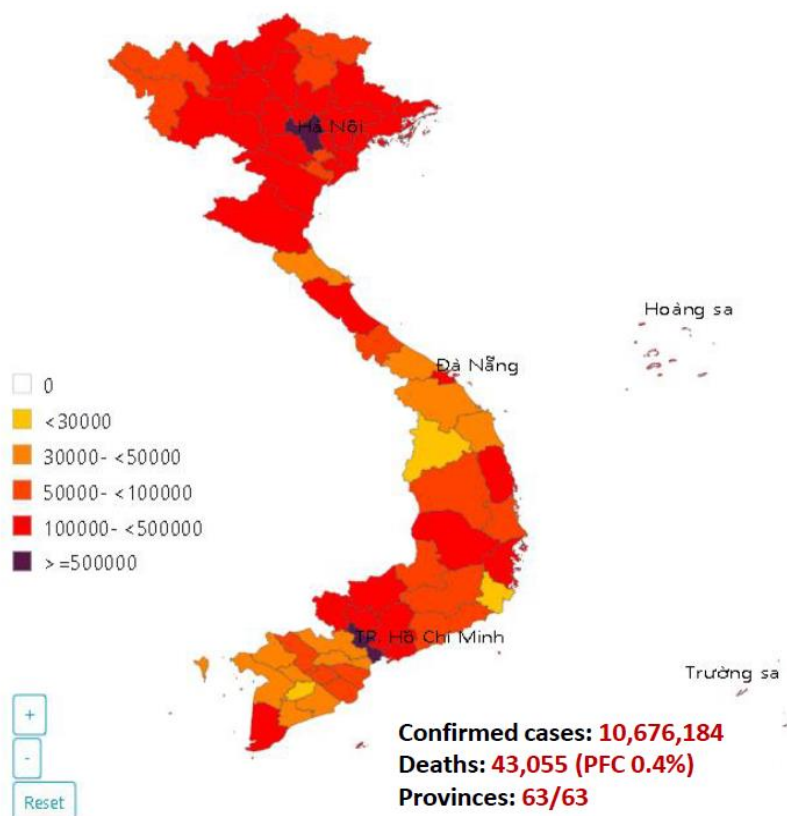 Hà Nội
Hoàng sa
Đà Nẵng
0
<30000
30000- <50000
50000- <100000
100000- <500000
>=500000
TP. Hồ Chí Minh
Trường sa
+
-
Reset
Confirmed cases: 10,676,184
Deaths: 43,055 (PFC 0.4%)
Provinces: 63/63